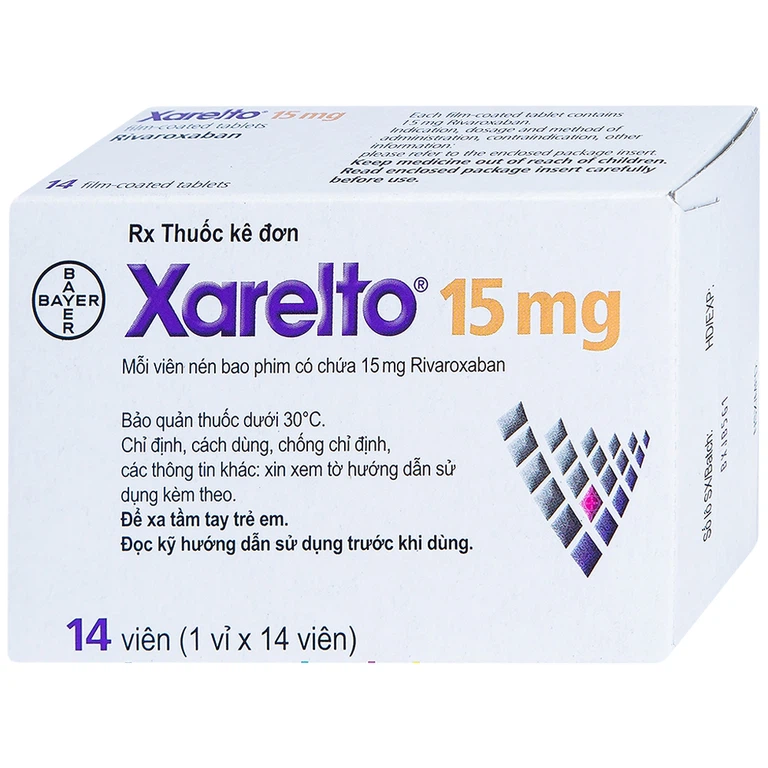 Xarelto® 15 mg
film-coated tablets
Rivaroxaban
14 film-coated tablets
Each film-coated tablet contains
15 mg Rivaroxaban.
Indication, dosage and method of
administration, contraindication, other
information:
please refer to the enclosed package insert.
Keep medicine out of reach of children.
Read enclosed package insert carefully
before use.
Rx Thuốc kê đơn
BAYER
BAYER
Xarelto® 15 mg
Mỗi viên nén bao phim có chứa 15 mg Rivaroxaban
Bảo quản thuốc dưới 30°C.
Chỉ định, cách dùng, chống chỉ định,
các thông tin khác: xin xem tờ hướng dẫn sử
dụng kèm theo.
Để xa tầm tay trẻ em.
Đọc kỹ hướng dẫn sử dụng trước khi dùng.
14 viên (1 vỉ x 14 viên)
Số lô SX/Batch:
HD/EXP: